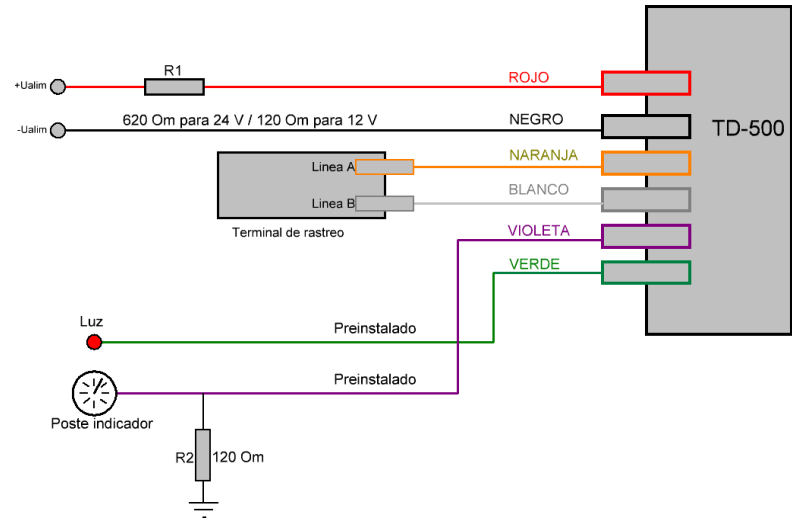 R1
ROJO
+Ualim
620 Om para 24 V / 120 Om para 12 V
NEGRO
TD-500
-Ualim
NARANJA
Linea A
BLANCO
Linea B
Terminal de rastreo
VIOLETA
VERDE
Luz
Preinstalado
Preinstalado
Poste indicador
R2
120 Om